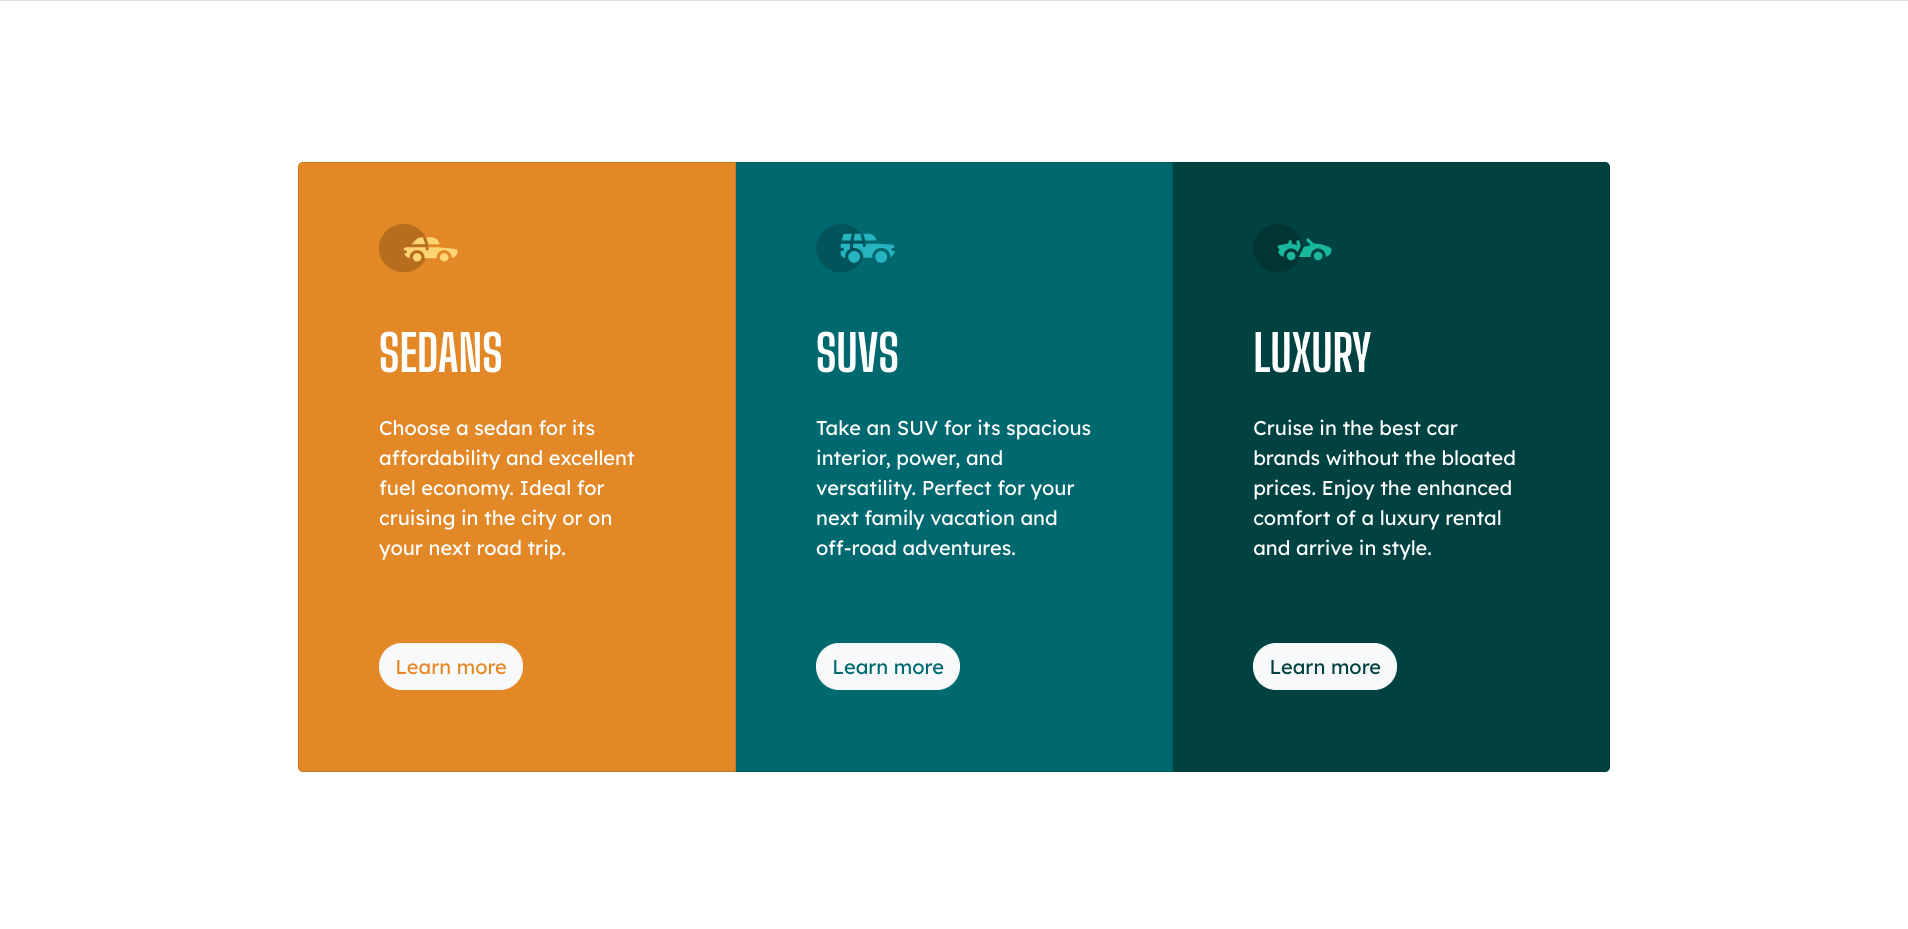 SEDANS
Choose a sedan for its
affordability and excellent
fuel economy. Ideal for
cruising in the city or on
your next road trip.
Learn more
SUVS
Take an SUV for its spacious
interior, power, and
versatility. Perfect for your
next family vacation and
off-road adventures.
Learn more
LUXURY
Cruise in the best car
brands without the bloated
prices. Enjoy the enhanced
comfort of a luxury rental
and arrive in style.
Learn more